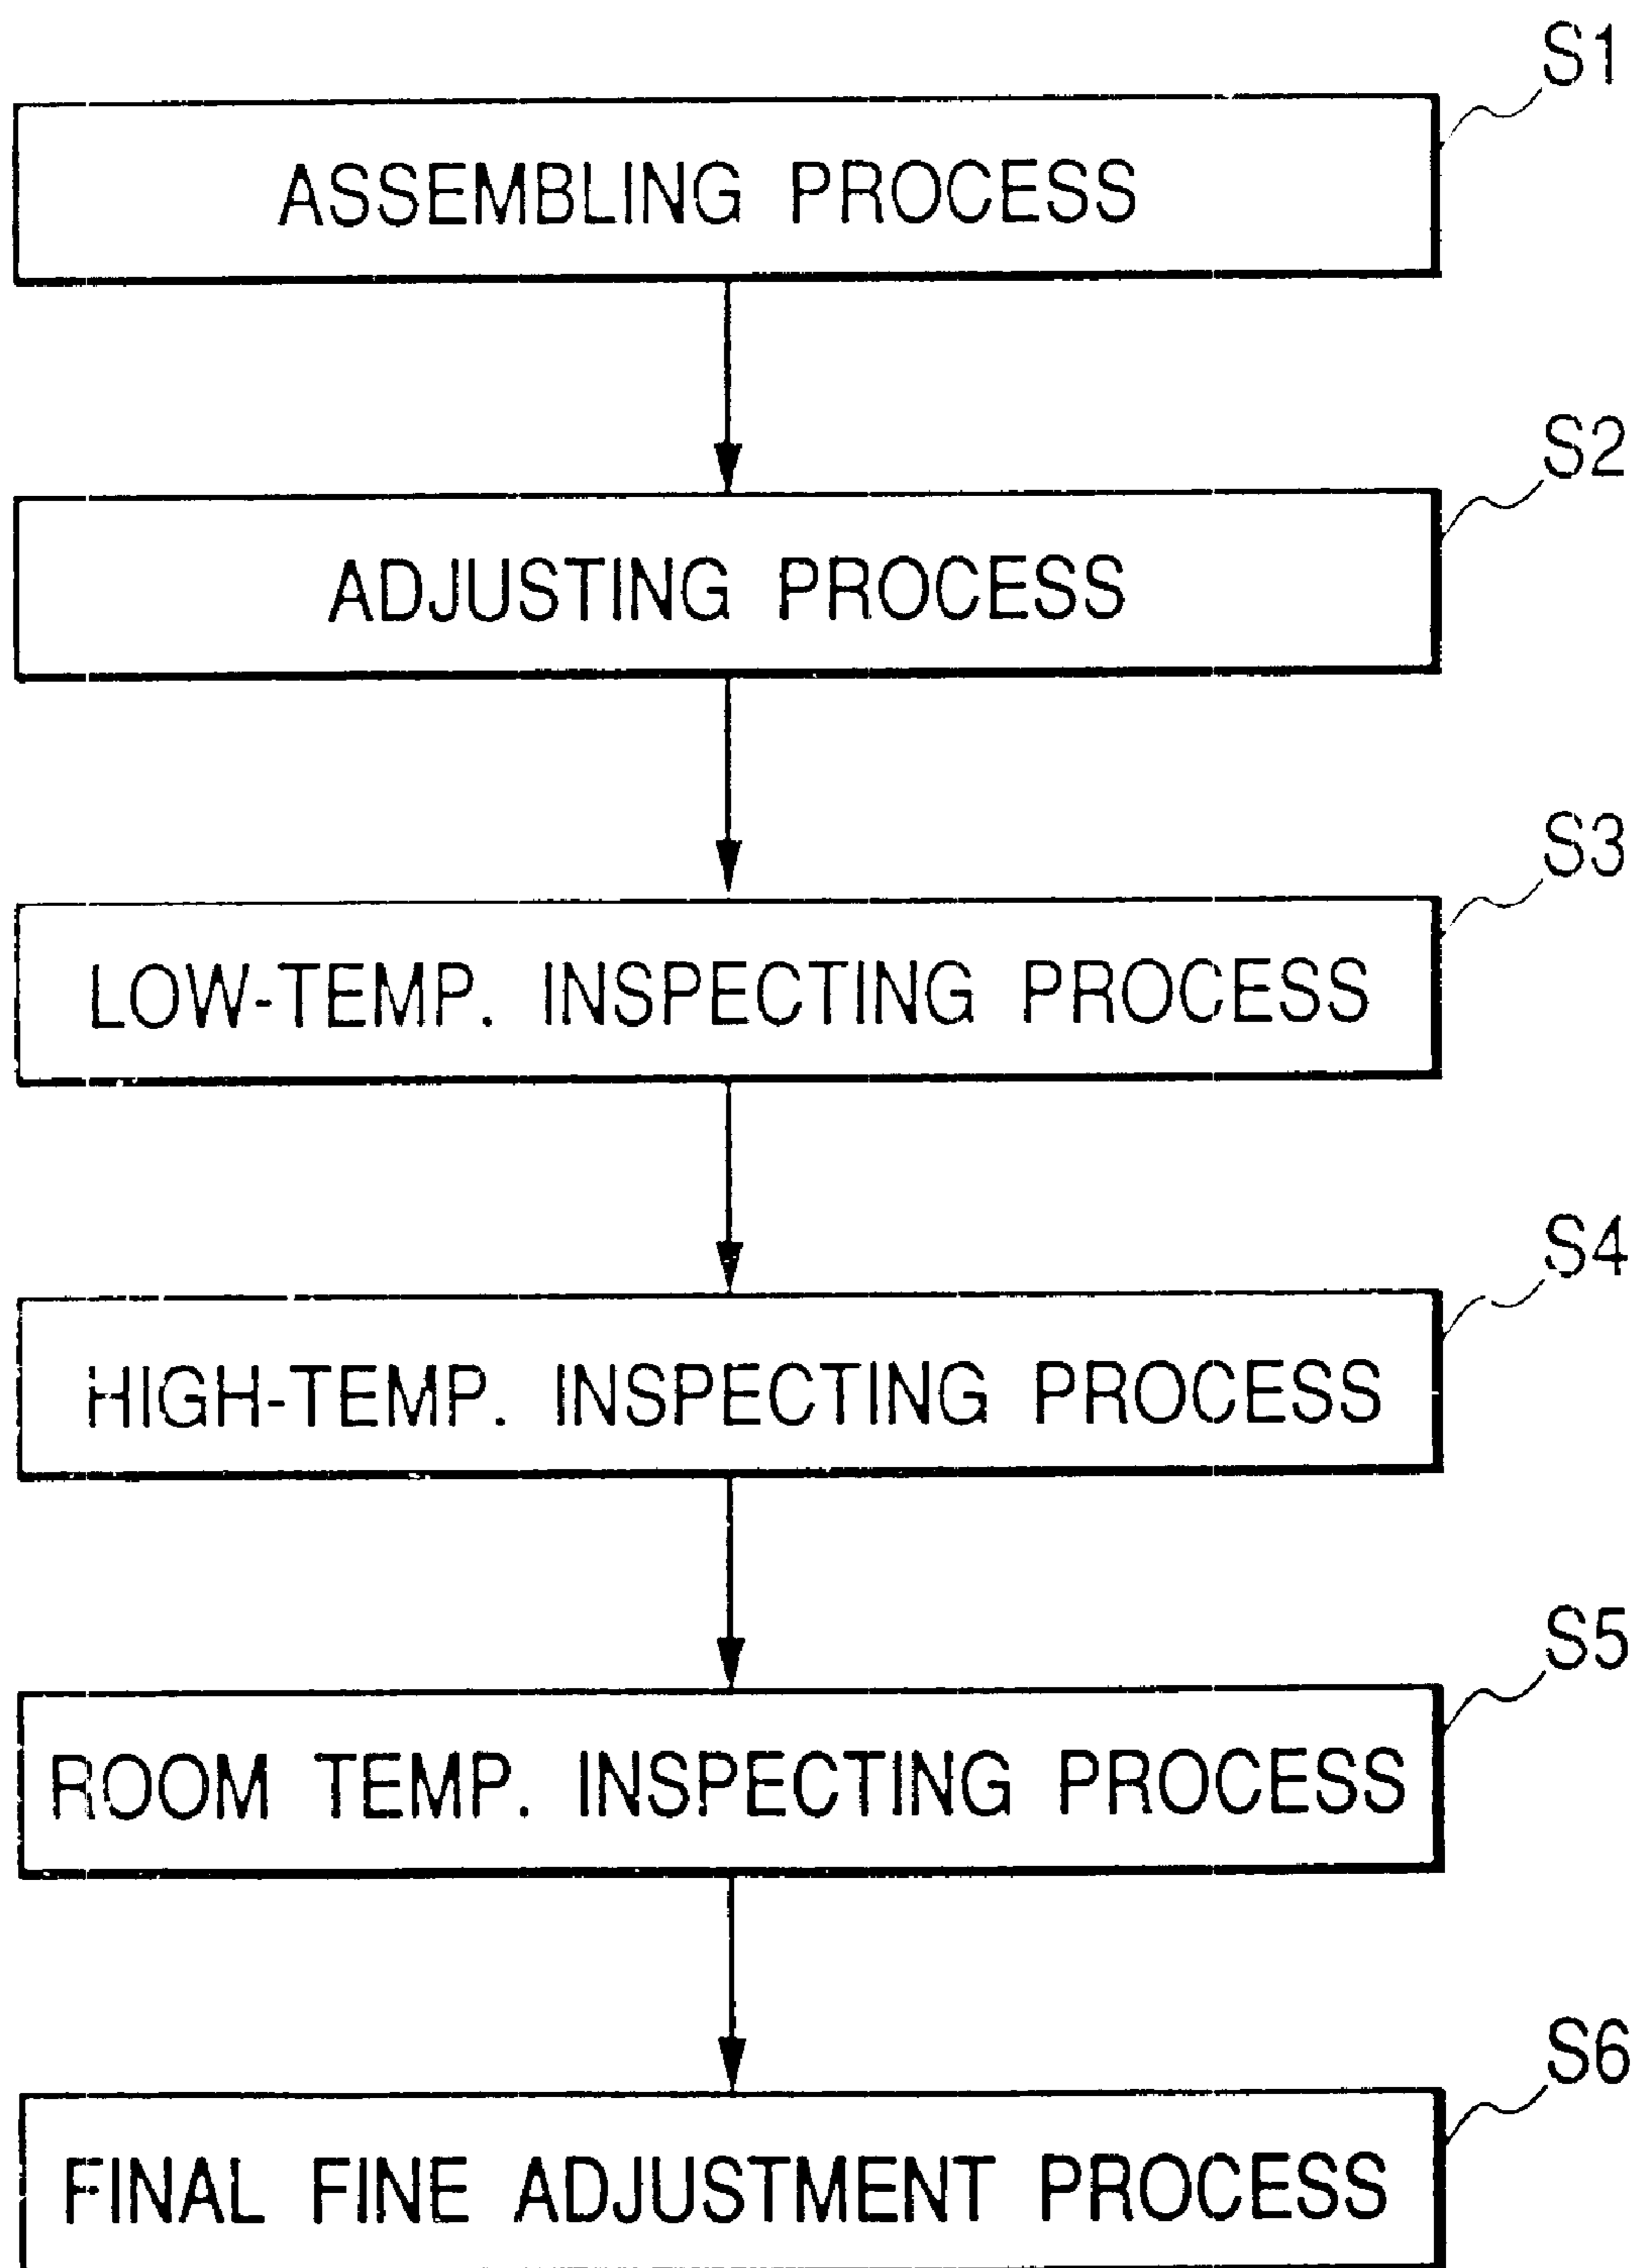 S1
ASSEMBLING PROCESS
S2
ADJUSTING PROCESS
S3
LOW-TEMP. INSPECTING PROCESS
S4
HIGH-TEMP. INSPECTING PROCESS
S5
ROOM TEMP. INSPECTING PROCESS
S6
FINAL FINE ADJUSTMENT PROCESS